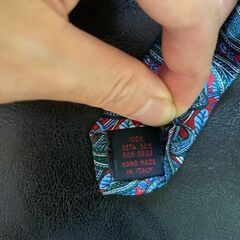 100%
SETA SOIE
SILK SEIDE
HAND MADE
IN ITALY